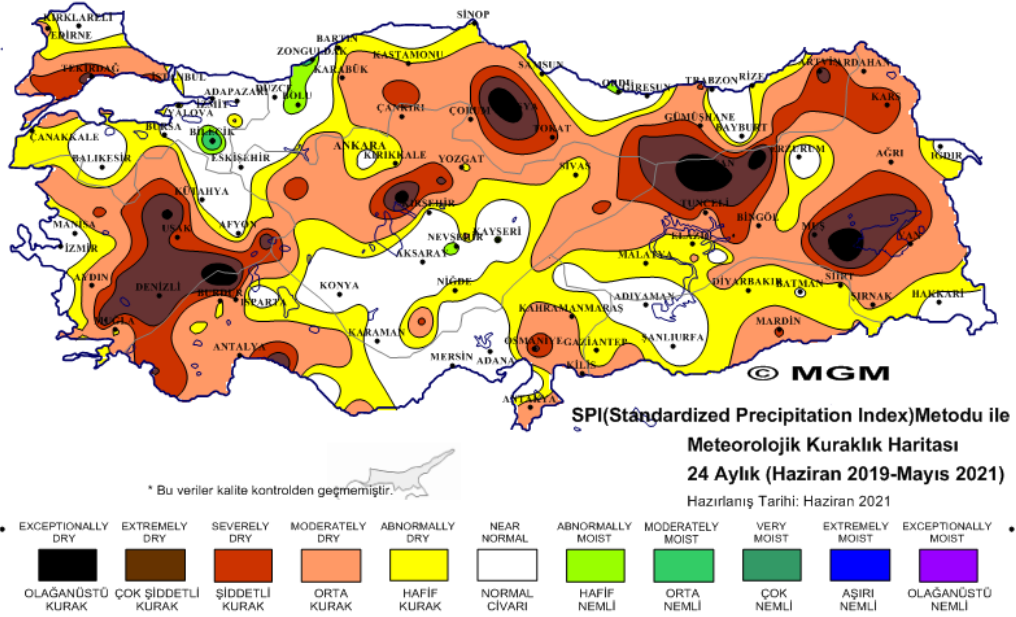 SİNOP
KIRKLARELİ
EDİRNE
BARTIN
ZONGULDAK
KASTAMONU
KARABÜK
SAMSUN
TEKİRDAĞ
İSTANBUL
ADAPAZARI
DÜZCE
BOLU
İZMİT
YALOVA
ÇANKIRI
ÇORUM
ORDU
GİRESUN
TRABZON
RİZE
ARTVİN
ARDAHAN
KARS
GÜMÜŞHANE
BAYBURT
ÇANAKKALE
BURSA
BİLECİK
TOKAT
ANKARA
KIRIKKALE
YOZGAT
SİVAS
ERZURUM
AĞRI
IĞDIR
BALIKESİR
ESKİŞEHİR
KÜTAHYA
KIRŞEHİR
TUNCELİ
BİNGÖL
MUŞ
VAN
MANİSA
İZMİR
UŞAK
AFYON
NEVŞEHİR
KAYSERİ
AKSARAY
ELAZIĞ
MALATYA
AYDIN
DENİZLİ
BURDUR
ISPARTA
KONYA
NİĞDE
DİYARBAKIR
BATMAN
SİİRT
ŞIRNAK
HAKKARİ
KAHRAMANMARAŞ
ADIYAMAN
MUĞLA
ANTALYA
KARAMAN
MERSİN
ADANA
OSMANİYE
GAZİANTEP
ŞANLIURFA
MARDİN
KİLİS
ANTAKYA
© MGM
SPI(Standardized Precipitation Index)Metodu ile
Meteorolojik Kuraklık Haritası
24 Aylık (Haziran 2019-Mayıs 2021)
Hazırlanış Tarihi: Haziran 2021
* Bu veriler kalite kontrolden geçmemiştir.
EXCEPTIONALLY DRY
EXTREMELY DRY
SEVERELY DRY
MODERATELY DRY
ABNORMALLY DRY
NEAR NORMAL
ABNORMALLY MOIST
MODERATELY MOIST
VERY MOIST
EXTREMELY MOIST
EXCEPTIONALLY MOIST
OLAĞANÜSTÜ KURAK
ÇOK ŞİDDETLİ KURAK
ŞİDDETLİ KURAK
ORTA KURAK
HAFİF KURAK
NORMAL CİVARI
HAFİF NEMLİ
ORTA NEMLİ
ÇOK NEMLİ
AŞIRI NEMLİ
OLAĞANÜSTÜ NEMLİ